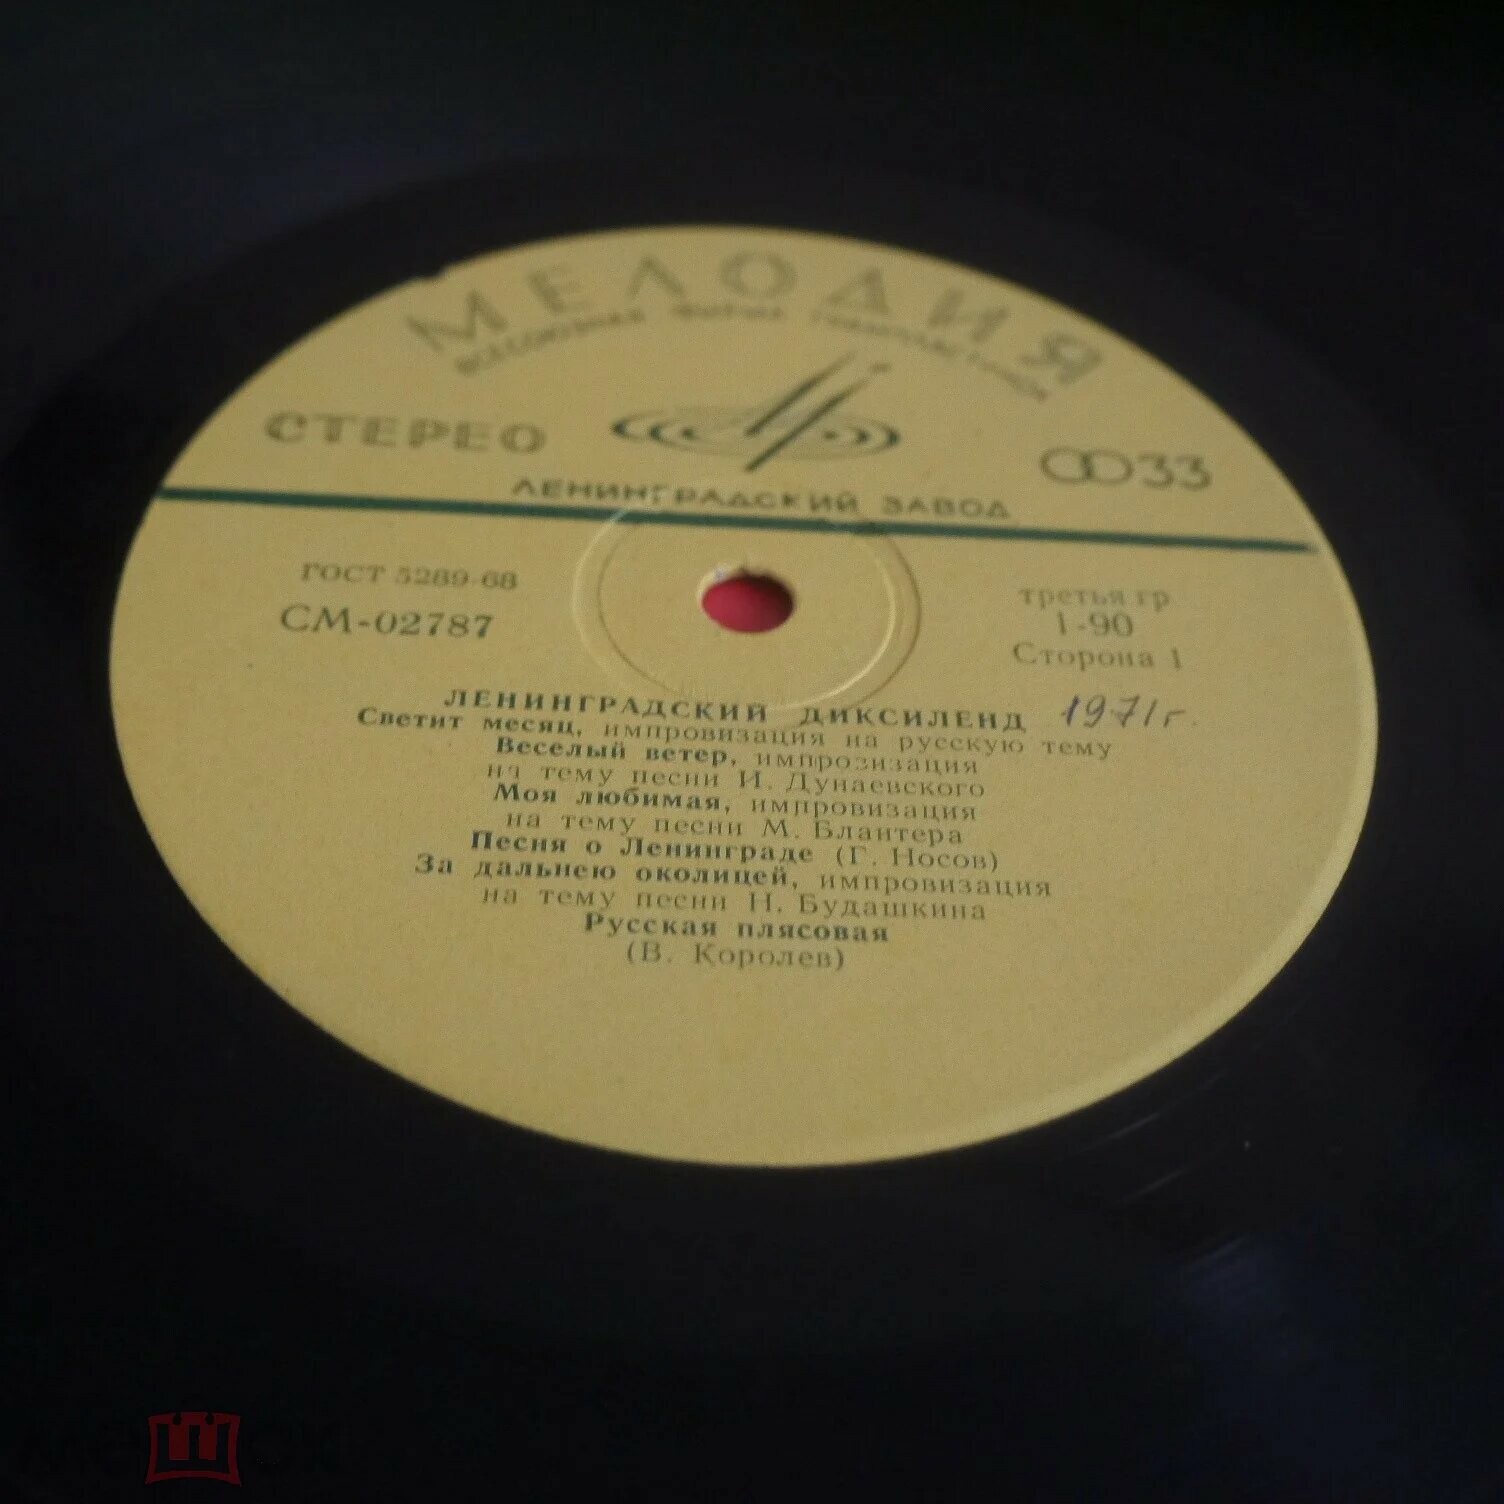 МЕЛОДИЯ
ВСЕСОЮЗНАЯ ФИРМА ГРАМПЛАСТИНОК
СТЕРЕО
33
ЛЕНИНГРАДСКИЙ ЗАВОД
ГОСТ 5289-68
СМ-02787
третья гр.
1-90
Сторона 1
ЛЕНИНГРАДСКИЙ ДИКСИЛЕНД 1971г.
Светит месяц, импровизация на русскую тему
Веселый ветер, импровизация
на тему песни И. Дунаевского
Моя любимая, импровизация
на тему песни М. Блантера
Песня о Ленинграде (Г. Носов)
За дальнею околицей, импровизация
на тему песни Н. Будашкина
Русская плясовая
(В. Королев)